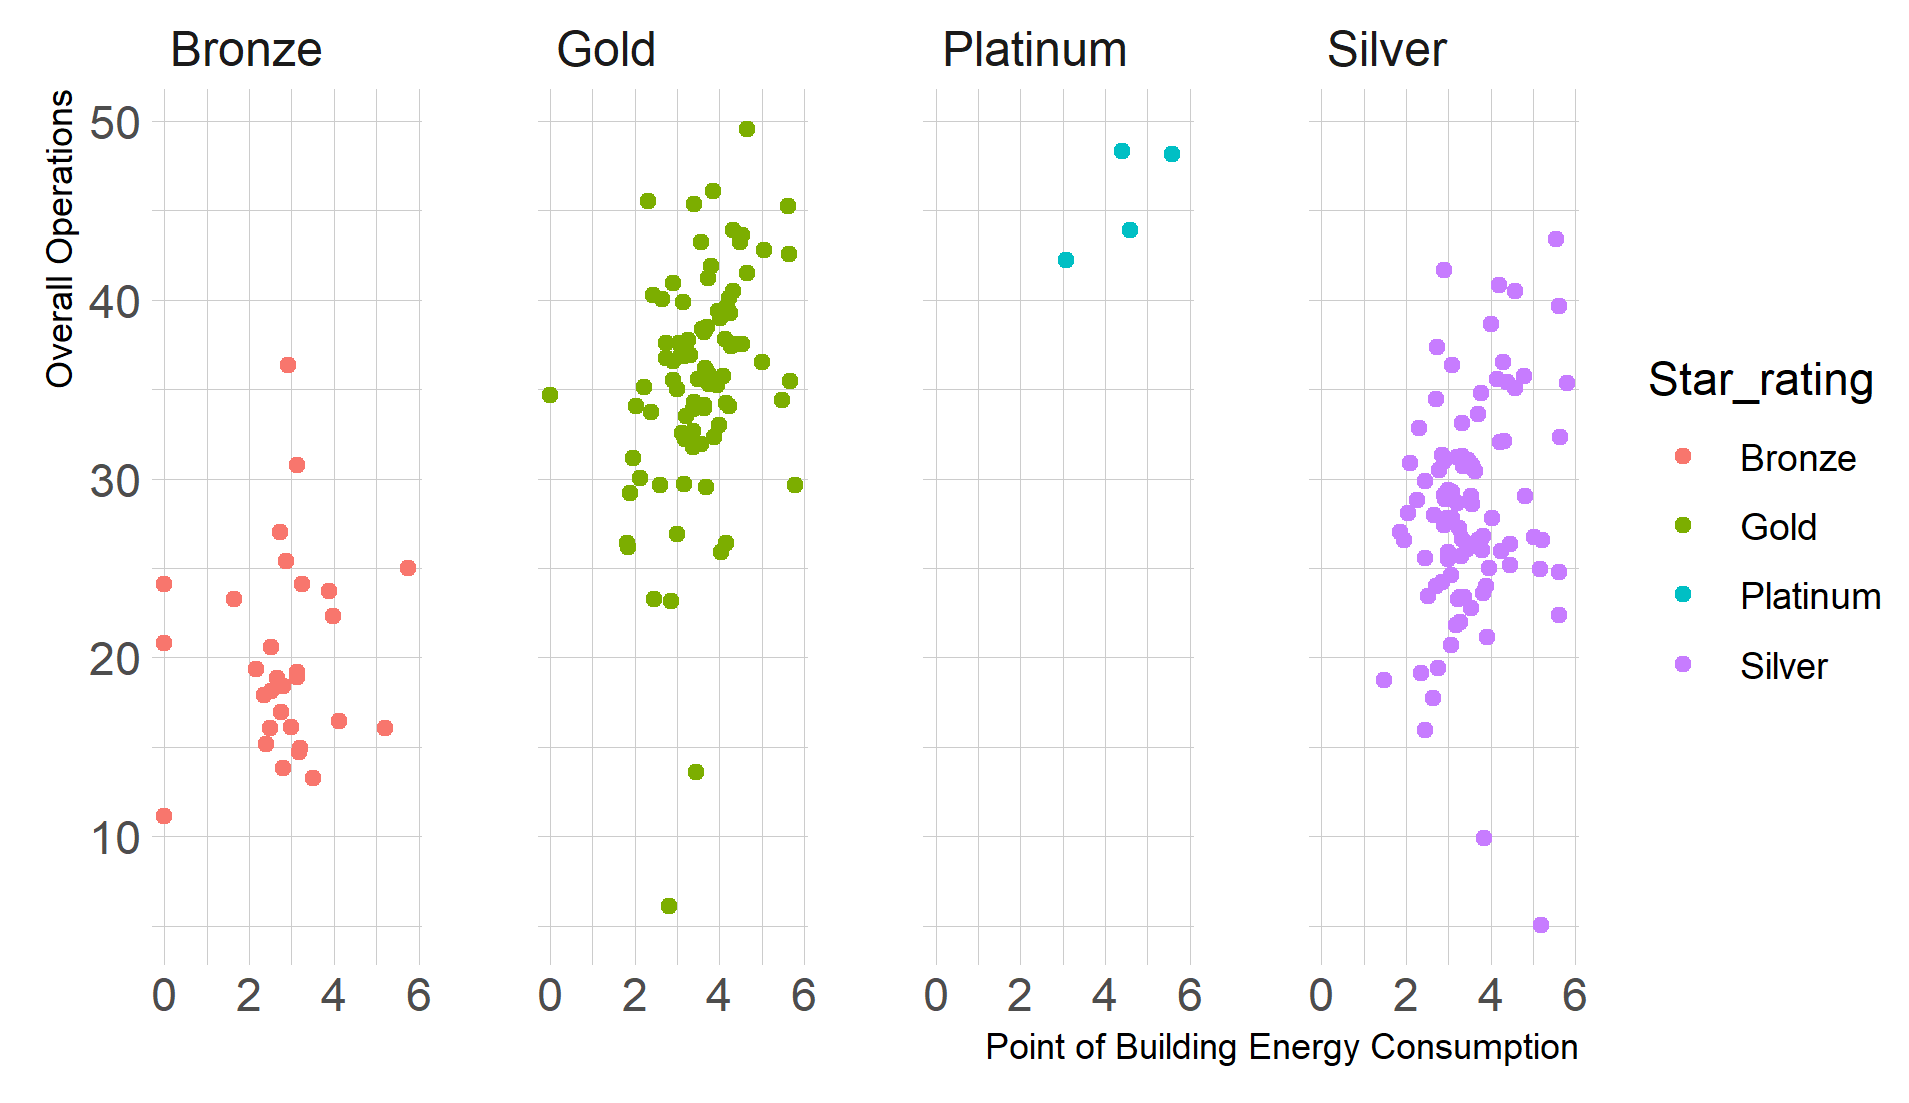 Bronze
Gold
Platinum
Silver
Overall Operations
50
40
30
20
10
0 2 4 6
0 2 4 6
0 2 4 6
0 2 4 6
Point of Building Energy Consumption
Star_rating
Bronze
Gold
Platinum
Silver